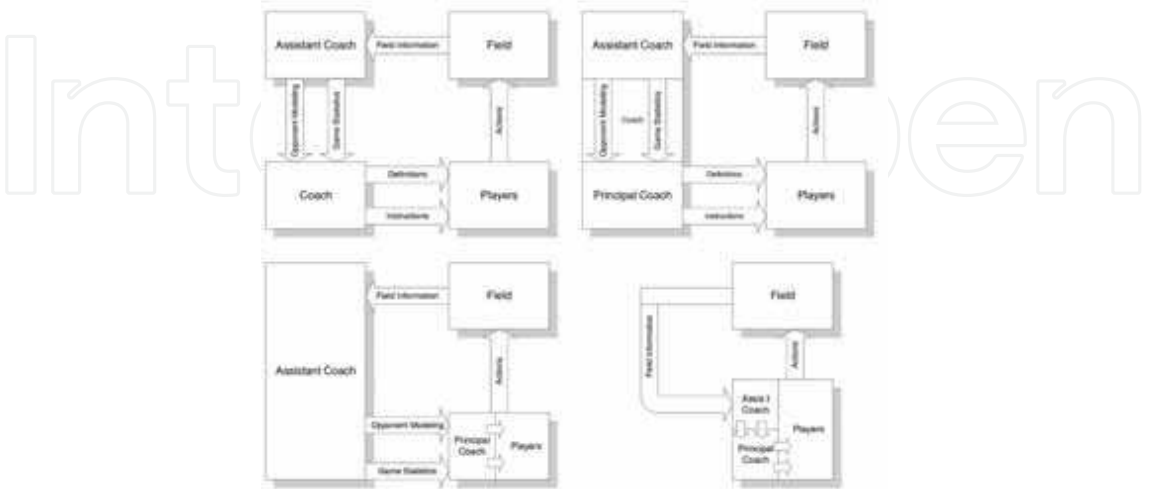 Assistant Coach
Field Information
Field
Opponent Modeling
Game Statistics
Actions
Coach
Definitions
Instructions
Players
Assistant Coach
Field Information
Field
Opponent Modeling
Coach
Game Statistics
Actions
Principal Coach
Definitions
Instructions
Players
Field Information
Field
Assistant Coach
Actions
Opponent Modeling
Principal
Coach
Players
Game Statistics
Field
Field Information
Actions
Coach
Players
Principal
Coach